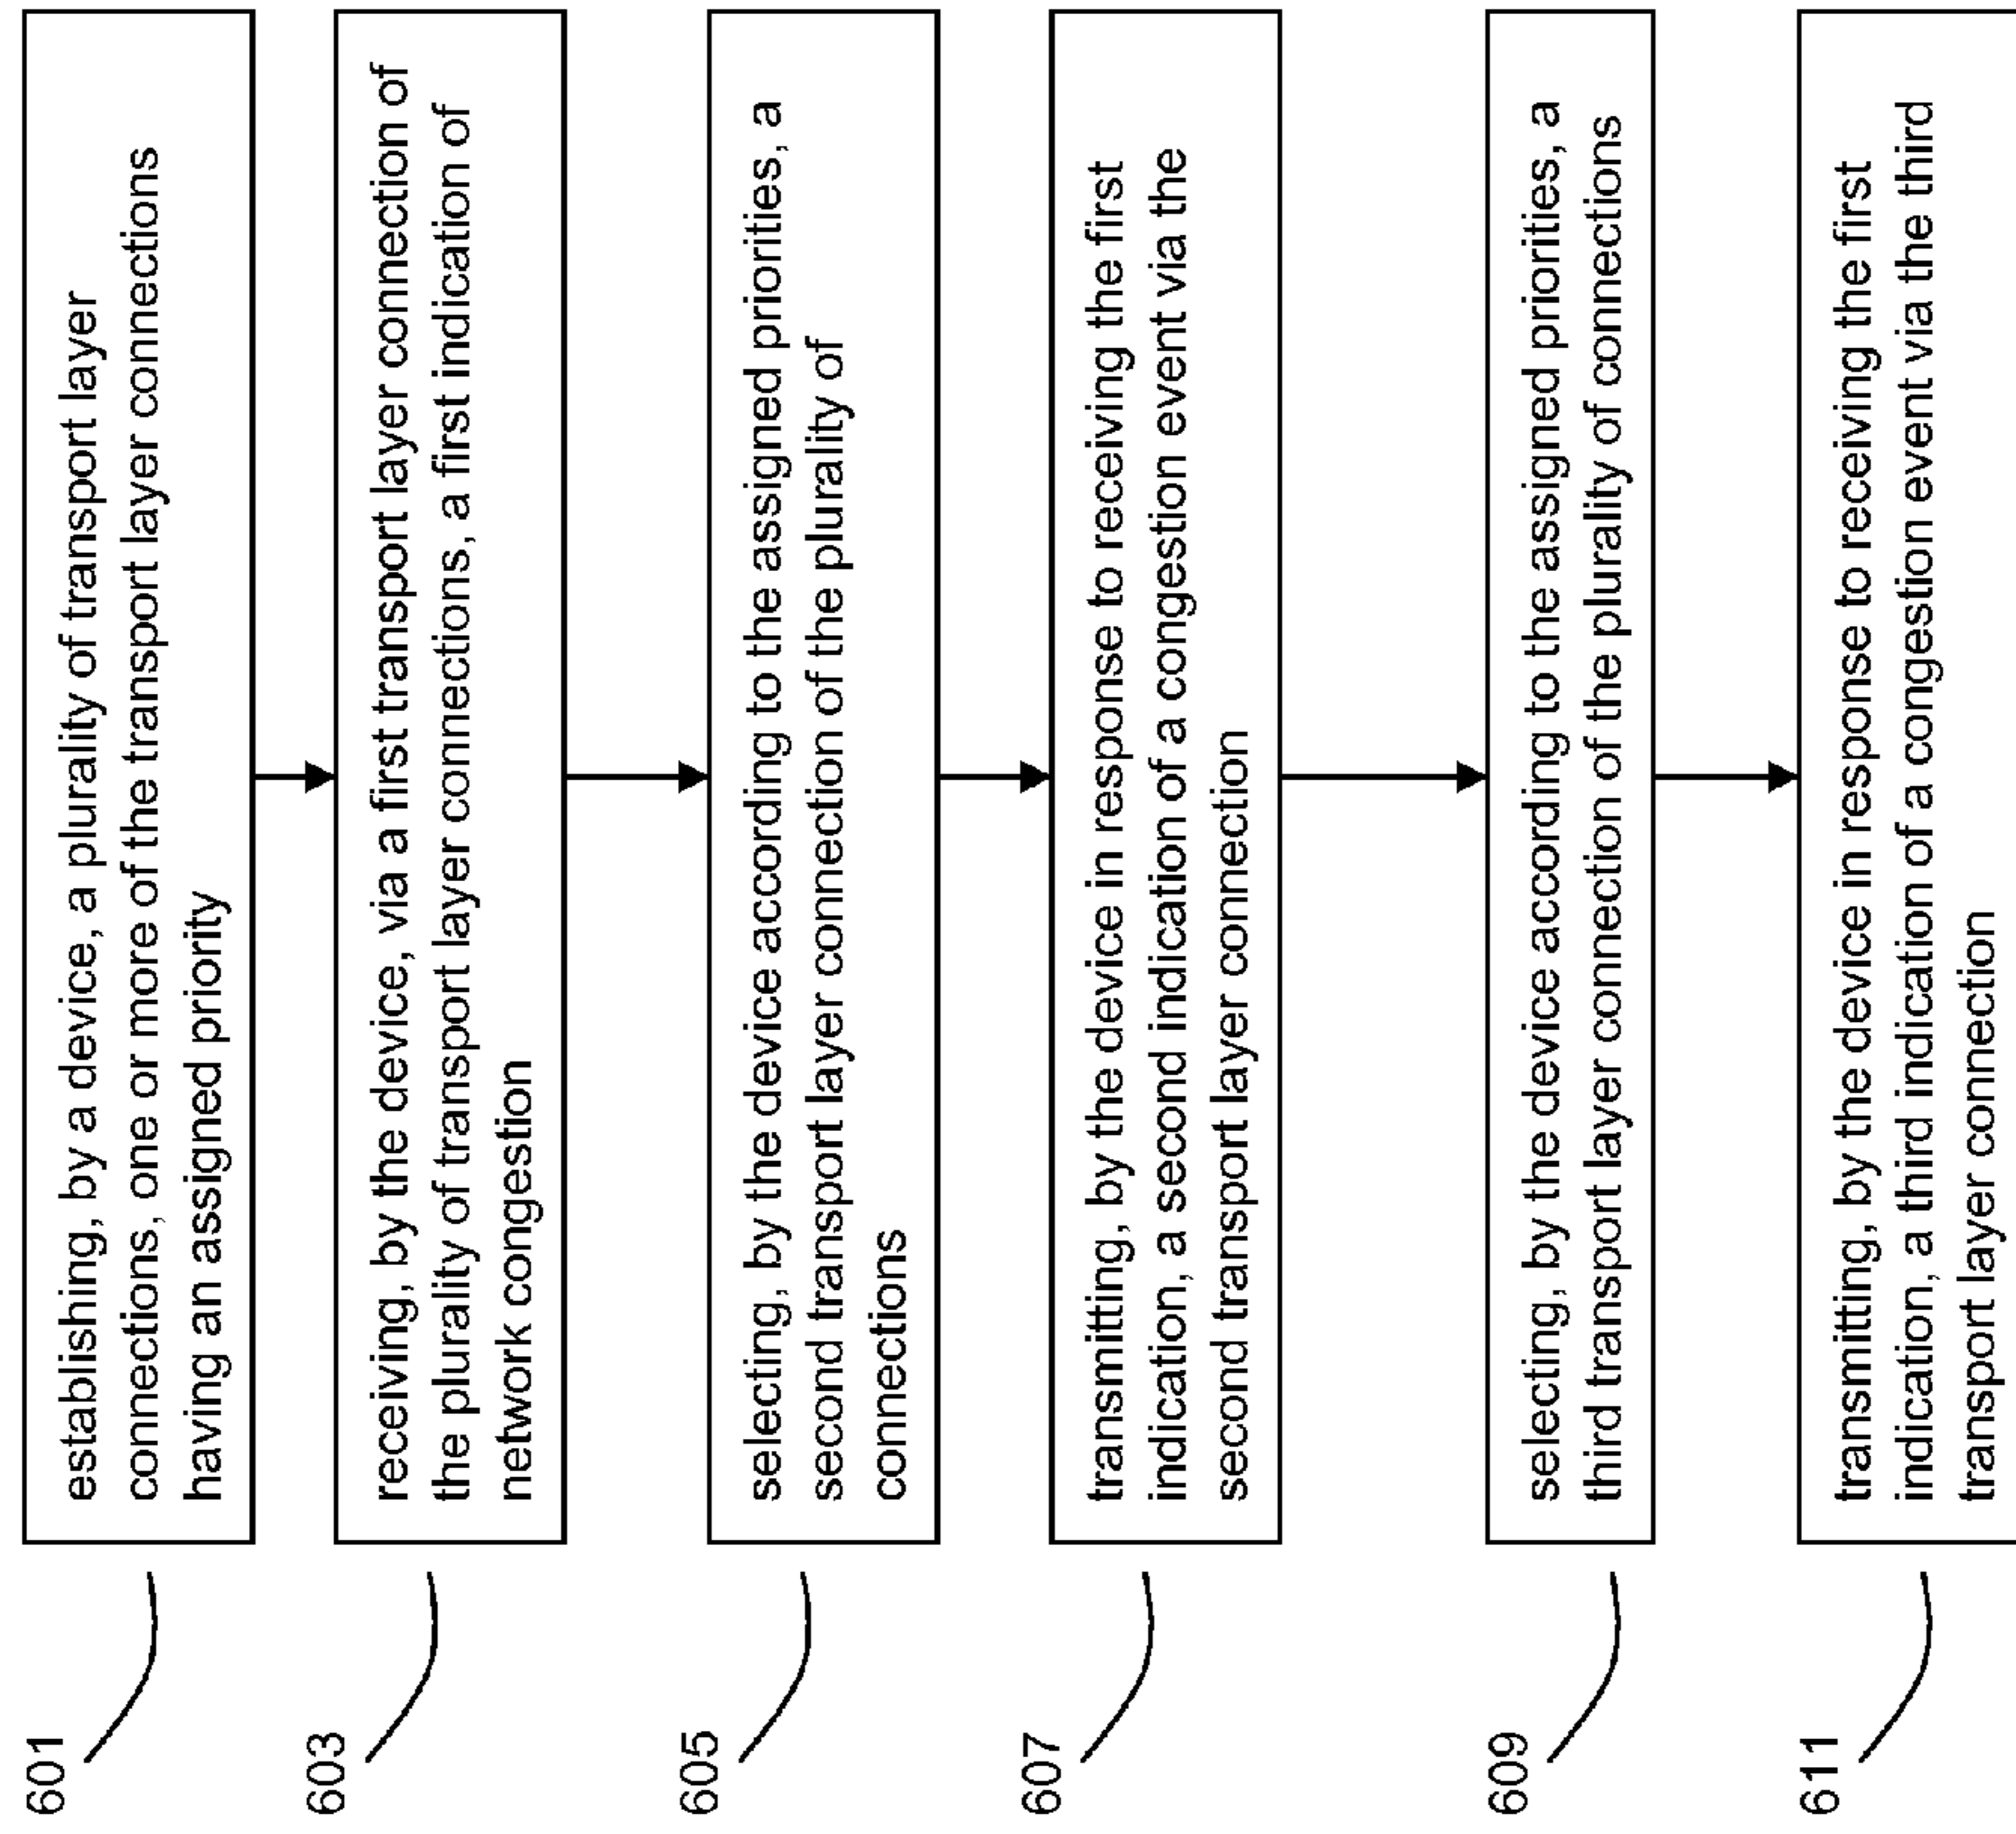 601
establishing, by a device, a plurality of transport layer
connections, one or more of the transport layer connections
having an assigned priority
603
receiving, by the device, via a first transport layer connection of
the plurality of transport layer connections, a first indication of
network congestion
605
selecting, by the device according to the assigned priorities, a
second transport layer connection of the plurality of
connections
607
transmitting, by the device in response to receiving the first
indication, a second indication of a congestion event via the
second transport layer connection
609
selecting, by the device according to the assigned priorities, a
third transport layer connection of the plurality of connections
611
transmitting, by the device in response to receiving the first
indication, a third indication of a congestion event via the third
transport layer connection